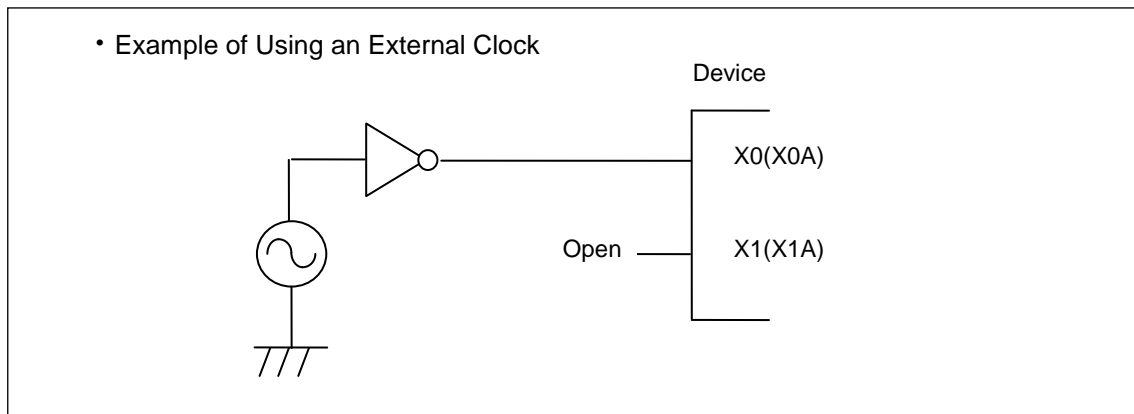 ・Example of Using an External Clock
Device
X0(X0A)
Open
X1(X1A)